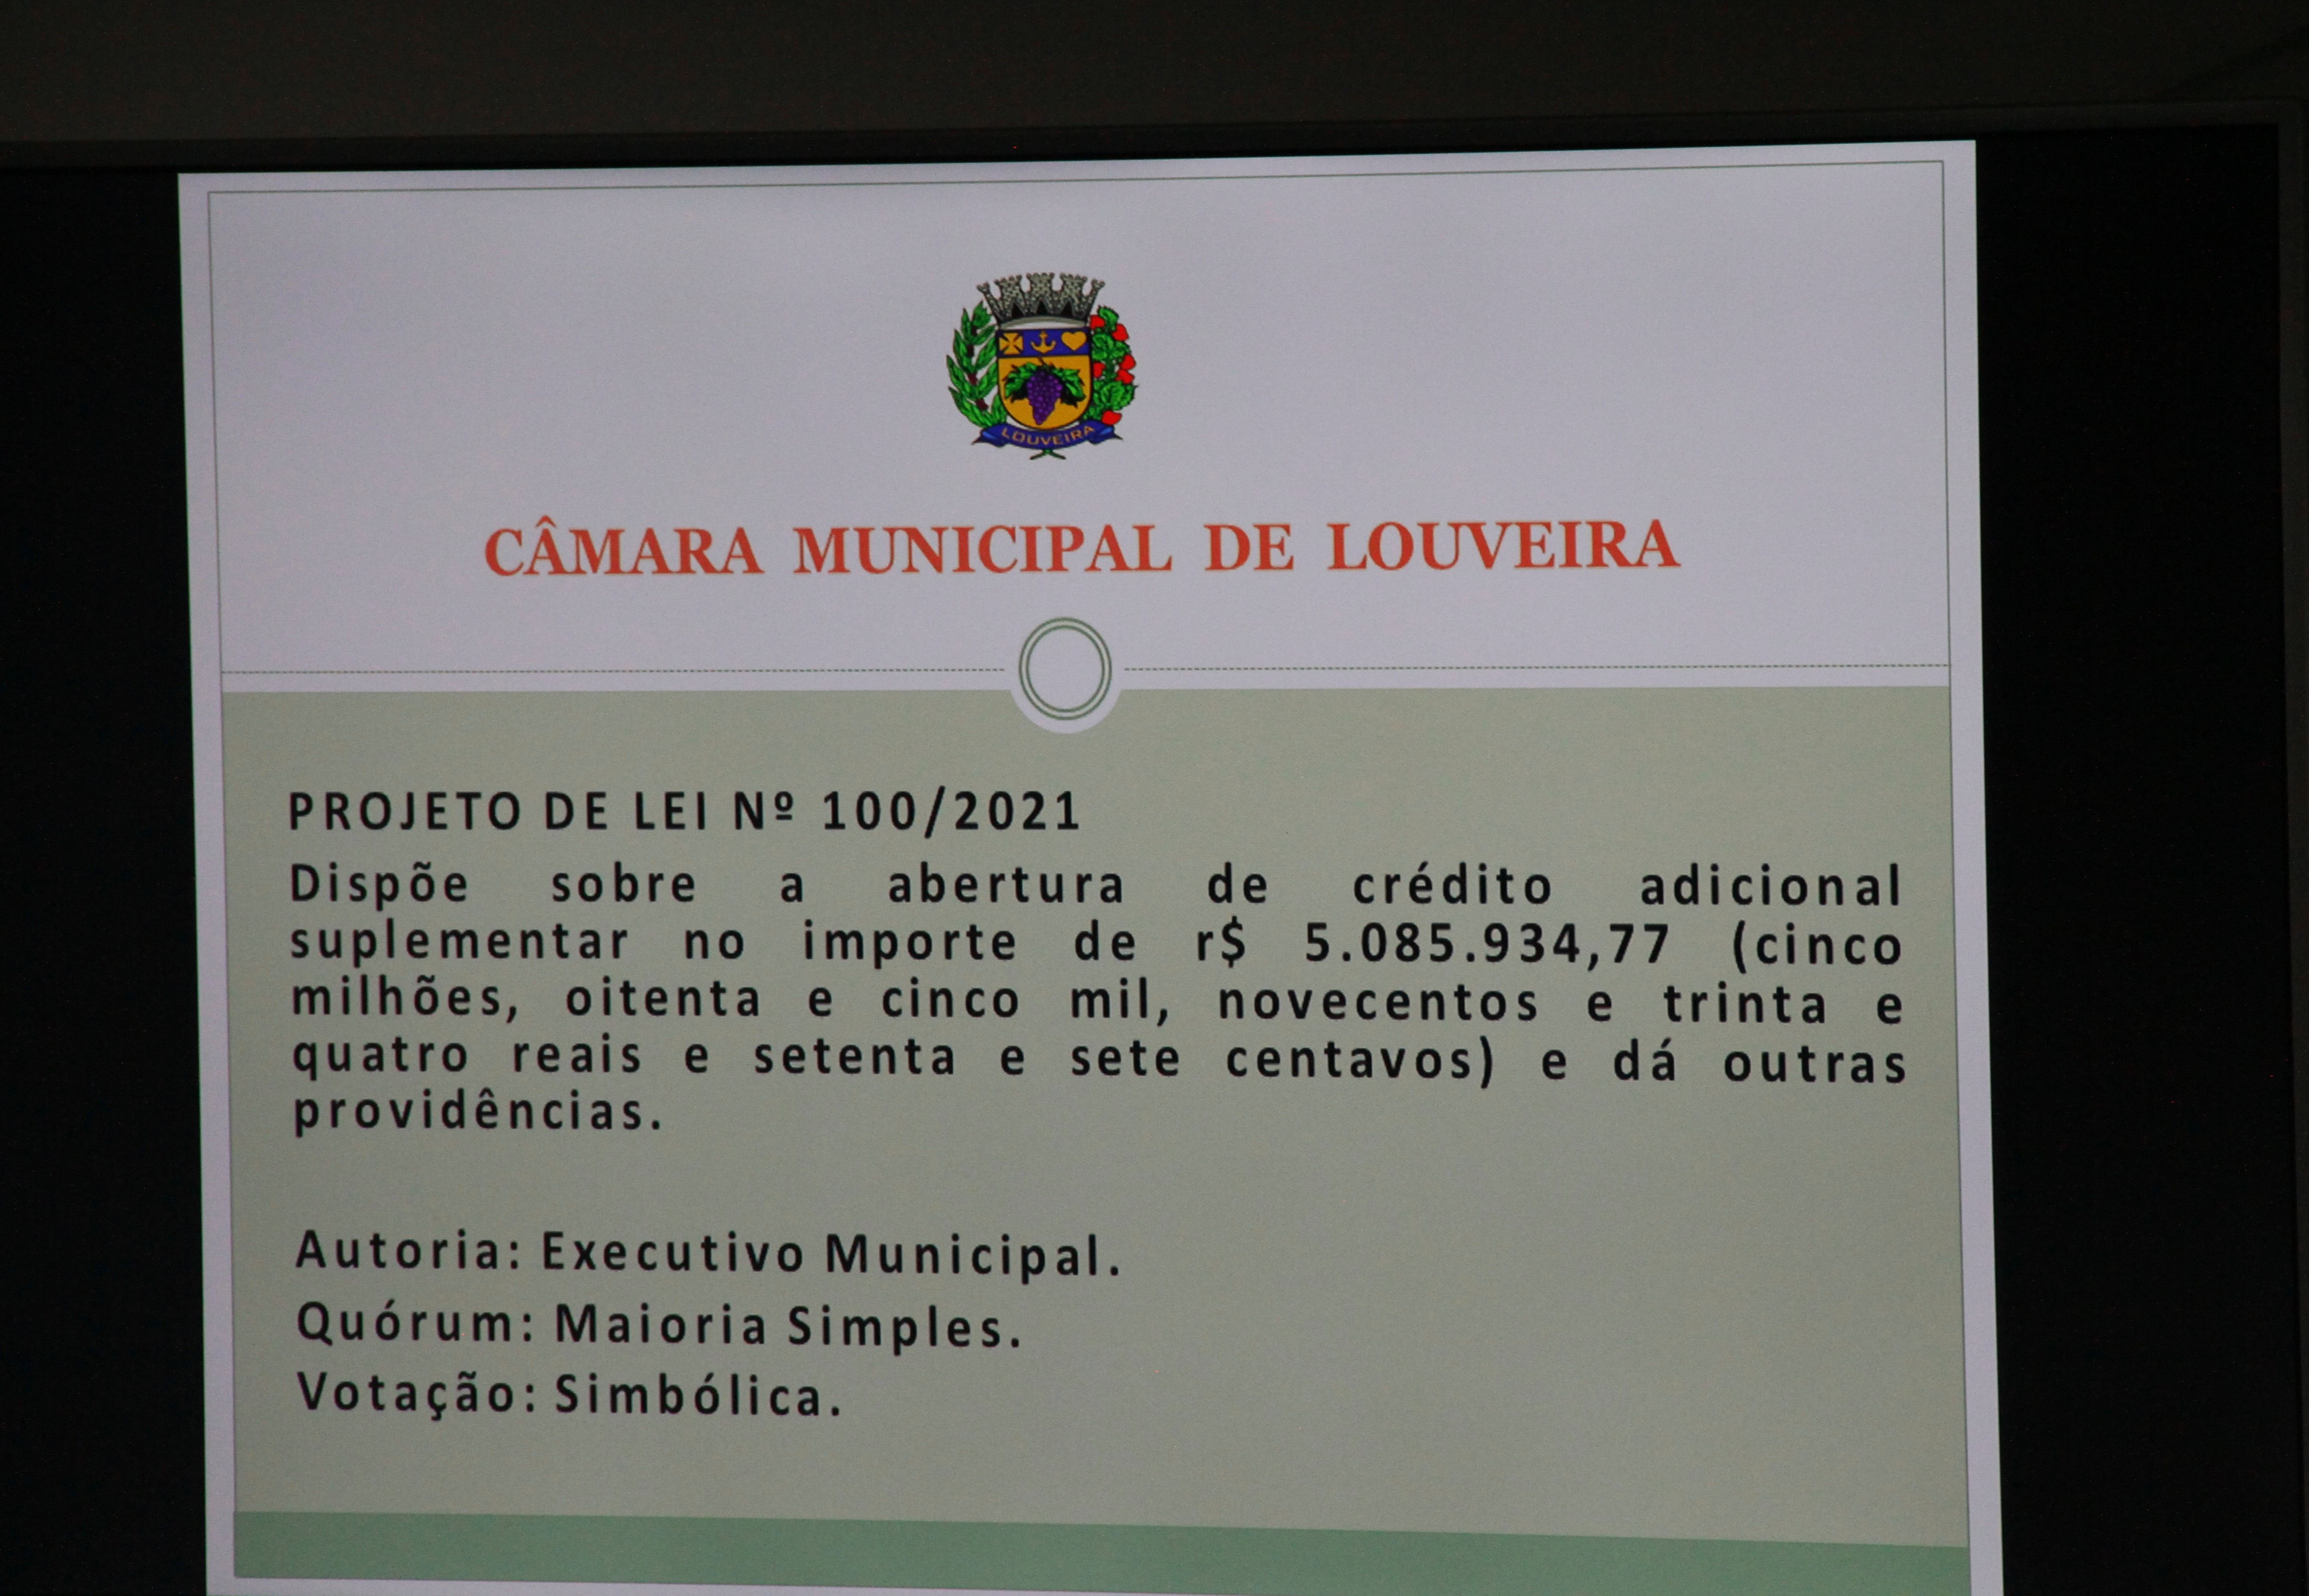 LOUVEIRA
CÂMARA MUNICIPAL DE LOUVEIRA
PROJETO DE LEI Nº 100/2021
Dispõe sobre a abertura de crédito adicional
suplementar no importe de r$ 5.085.934,77 (cinco
milhões, oitenta e cinco mil, novecentos e trinta e
quatro reais e setenta e sete centavos) e dá outras
providências.
Autoria: Executivo Municipal.
Quórum: Maioria Simples.
Votação: Simbólica.